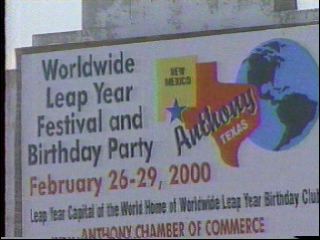 Worldwide
Leap Year
Festival and
Birthday Party
February 26-29, 2000
NEW
MEXICO
Anthony
TEXAS
Leap Year Capital of the World Home of Worldwide Leap Year Birthday Club
ANTHONY CHAMBER OF COMMERCE